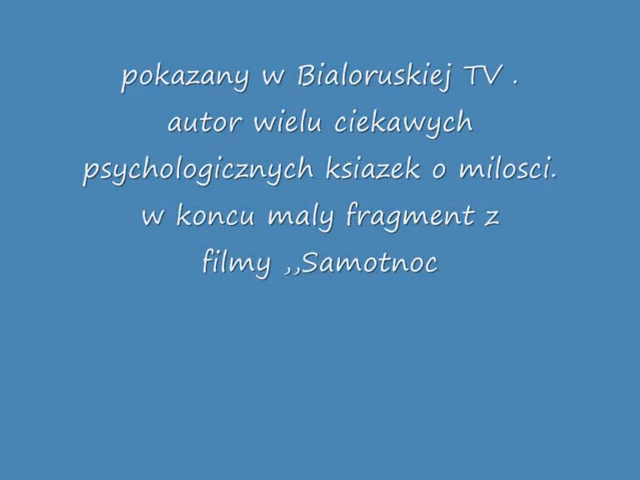 pokazany w Bialoruskiej TV .
autor wielu ciekawych
psychologicznych ksiazek o milosci.
w koncu maly fragment z
filmy ,,Samotnoc